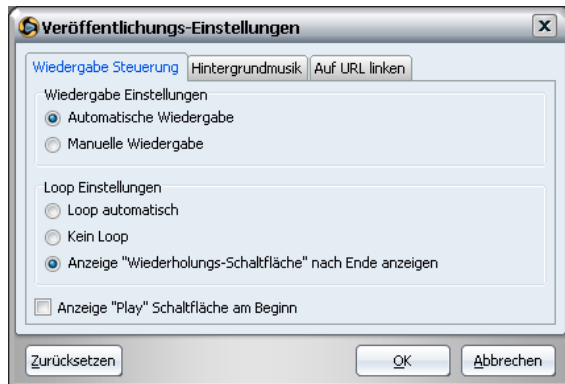 Veröffentlichungs-Einstellungen
Wiedergabe Steuerung Hintergrundmusik Auf URL linken
Wiedergabe Einstellungen
Automatische Wiedergabe
Manuelle Wiedergabe
Loop Einstellungen
Loop automatisch
Kein Loop
Anzeige "Wiederholungs-Schaltfläche" nach Ende anzeigen
Anzeige "Play" Schaltfläche am Beginn
Zurücksetzen OK Abbrechen